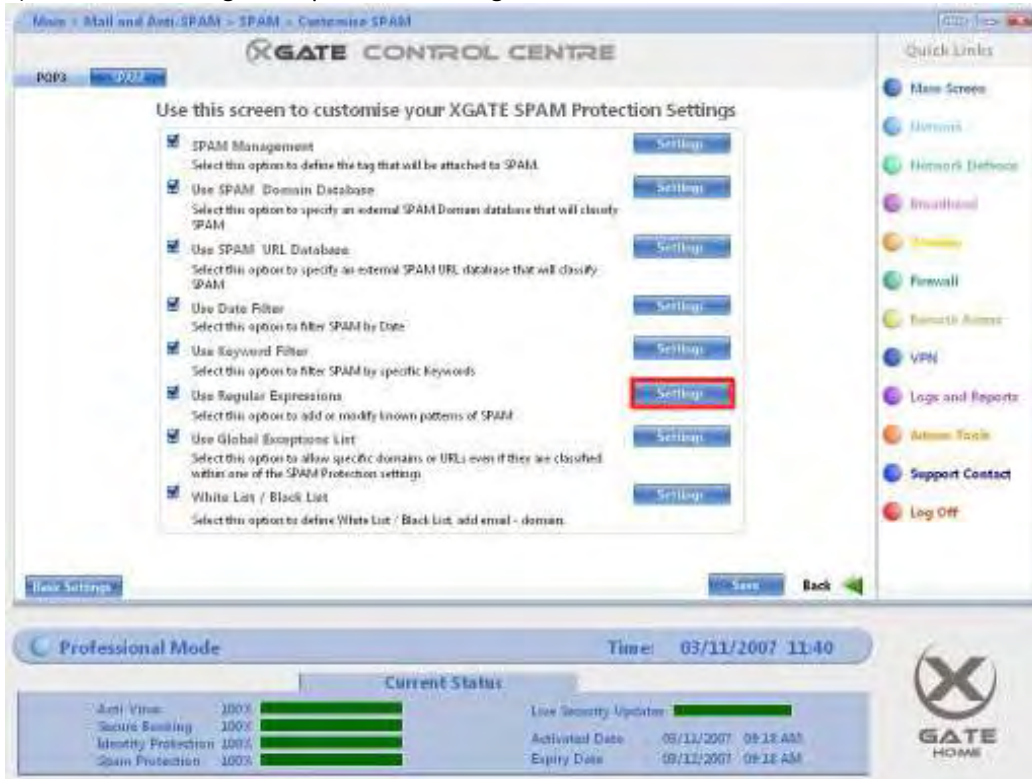 Main > Mail and Anti-SPAM > SPAM > Customise SPAM
XGATE CONTROL CENTRE
Quick Links
POP3 SPAM
Use this screen to customise your XGATE SPAM Protection Settings
SPAM Management Settings
Select this option to define the tag that will be attached to SPAM.
Use SPAM Domain Database Settings
Select this option to specify an external SPAM Domain database that will classify
SPAM
Use SPAM URL Database Settings
Select this option to specify an external SPAM URL database that will classify
SPAM
Use Date Filter Settings
Select this option to filter SPAM by Date
Use Keyword Filter Settings
Select this option to filter SPAM by specific Keywords
Use Regular Expressions Settings
Select this option to add or modify known patterns of SPAM
Use Global Exceptions List Settings
Select this option to allow specific domains or URLs even if they are classified
within one of the SPAM Protection settings
White List / Black List Settings
Select this option to define White List / Black List, add email - domain.
Main Screen
Network Defence
Broadband
Firewall
Remote Access
VPN
Logs and Reports
Admin Tools
Support Contact
Log Off
Basic Settings
Save Back
Professional Mode Time: 03/11/2007 11:40
Current Status
Anti Virus 100%
Secure Banking 100%
Identity Protection 100%
Spam Protection 100%
Live Security Updates
Activated Date 09:18 AM
Expiry Date 09:18 AM
X
GATE
HOME